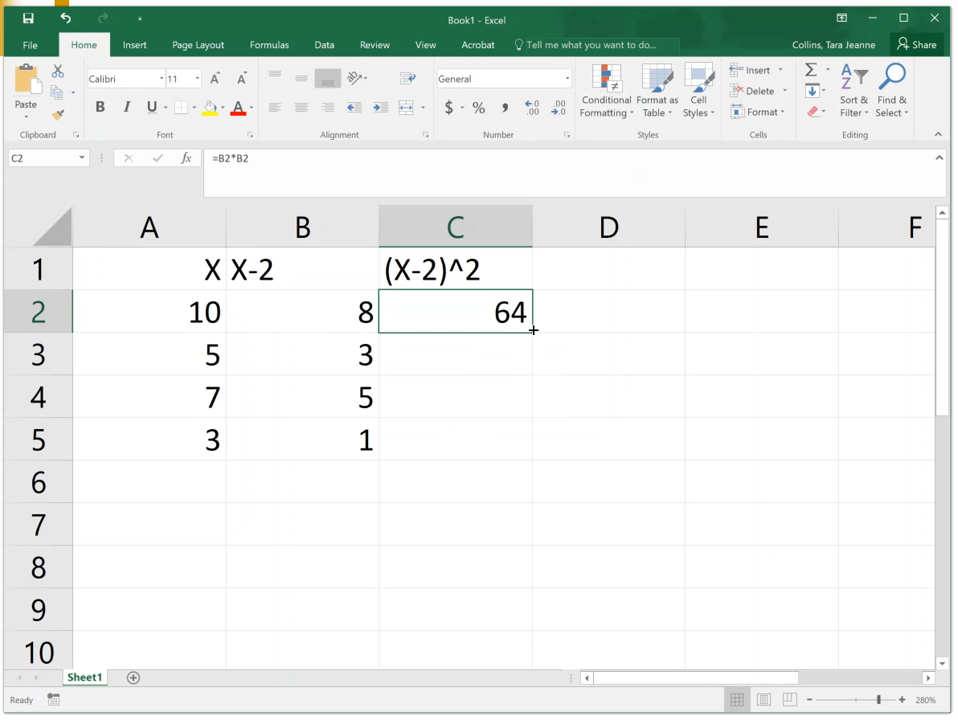 Book1 - Excel
File Home Insert Page Layout Formulas Data Review View Acrobat Tell me what you want to do... Collins, Tara Jeanne Share
Paste
Calibri 11 A A
B I U A
General
$ % , .0 .00 .00 .0
Conditional Formatting
Format as Table
Cell Styles
Insert
Delete
Format
Σ
A Z
Sort & Filter
Find & Select
Clipboard Font Alignment Number Styles Cells Editing
C2 fx =B2*B2
A B C D E F
1 X X-2 (X-2)^2
2 10 8 64
3 5 3
4 7 5
5 3 1
6
7
8
9
10
Sheet1
Ready 280%